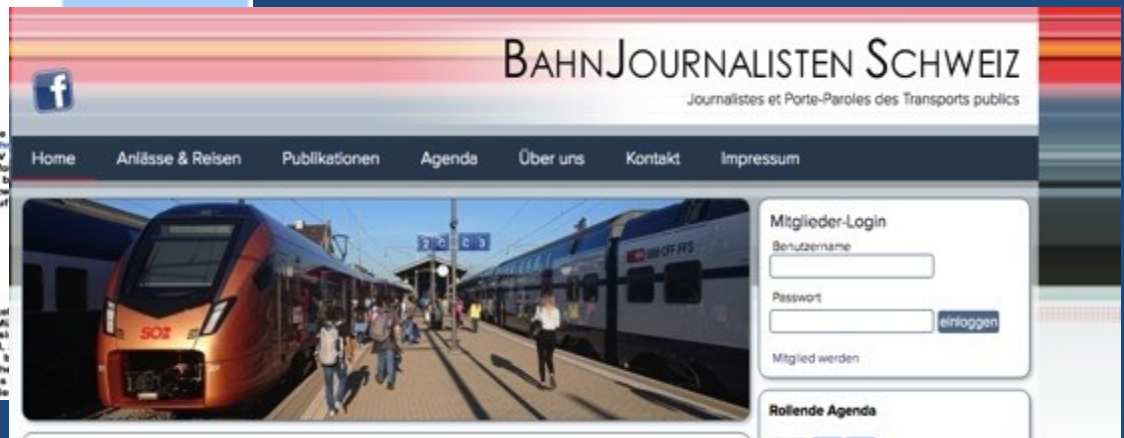 f
BAHNJOURNALISTEN SCHWEIZ
Journalistes et Porte-Paroles des Transports publics
Home Anlässe & Reisen Publikationen Agenda Über uns Kontakt Impressum
SOB
SBB CFF FFS
Mitglieder-Login
Benutzername
Passwort
einloggen
Mitglied werden
Rollende Agenda